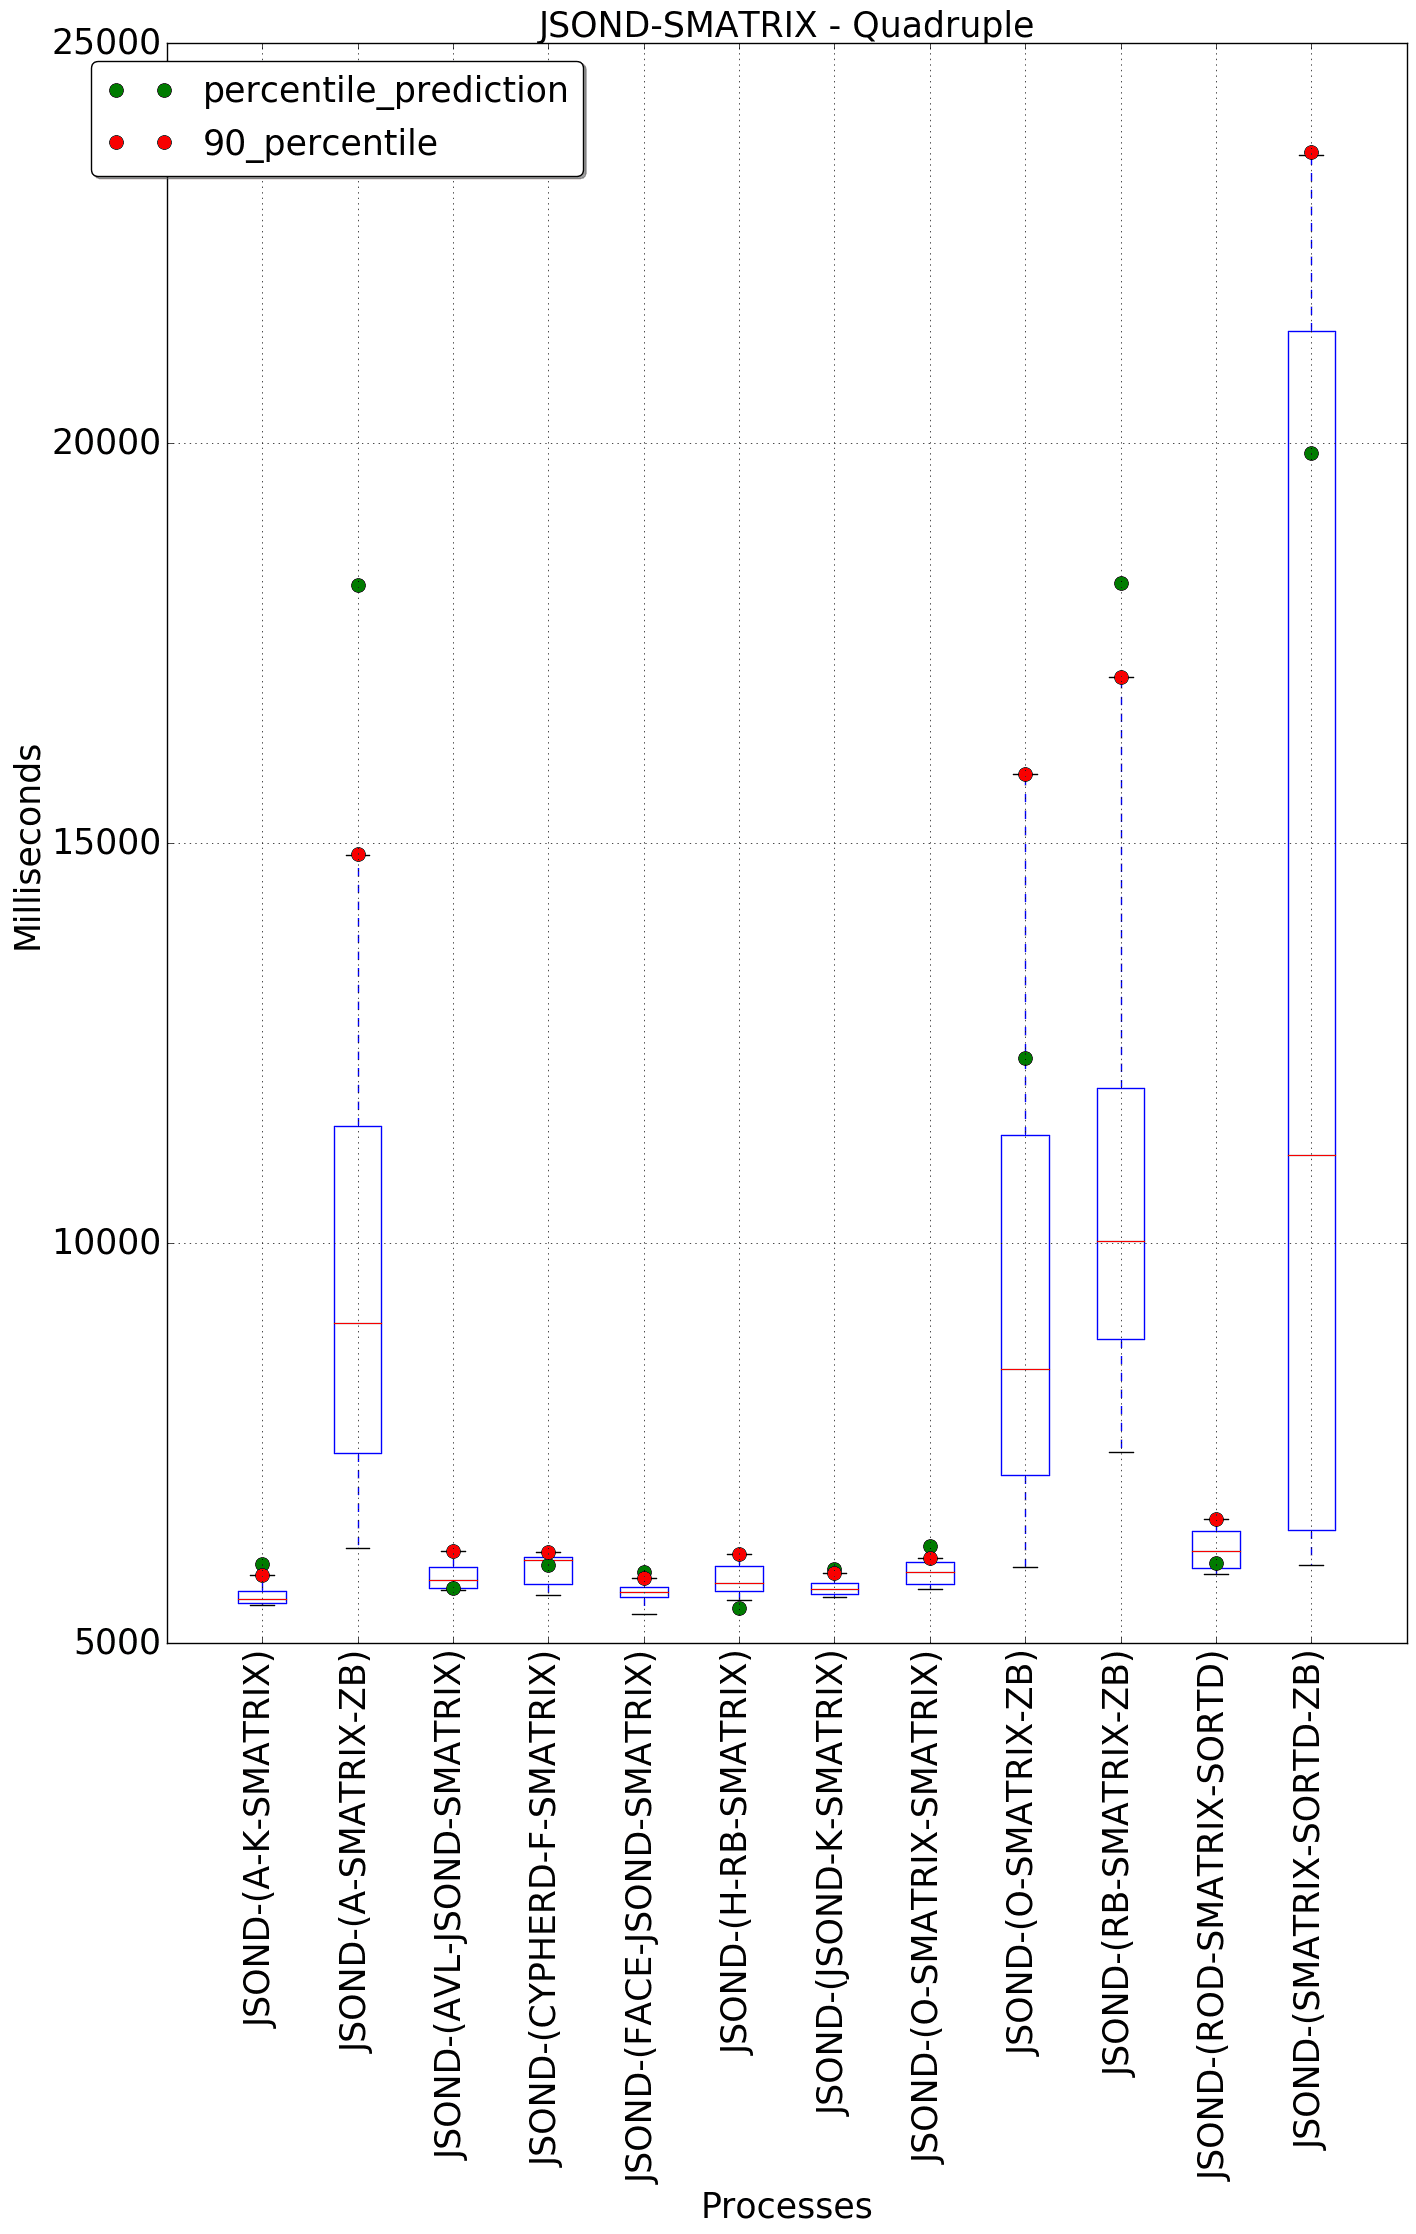 JSOND-SMATRIX - Quadruple
percentile_prediction
90_percentile
25000
20000
15000
10000
5000
Milliseconds
JSOND-(A-K-SMATRIX)
JSOND-(A-SMATRIX-ZB)
JSOND-(AVL-JSOND-SMATRIX)
JSOND-(CYPHERD-F-SMATRIX)
JSOND-(FACE-JSOND-SMATRIX)
JSOND-(H-RB-SMATRIX)
JSOND-(JSOND-K-SMATRIX)
JSOND-(O-SMATRIX-SMATRIX)
JSOND-(O-SMATRIX-ZB)
JSOND-(RB-SMATRIX-ZB)
JSOND-(ROD-SMATRIX-SORTD)
JSOND-(SMATRIX-SORTD-ZB)
Processes